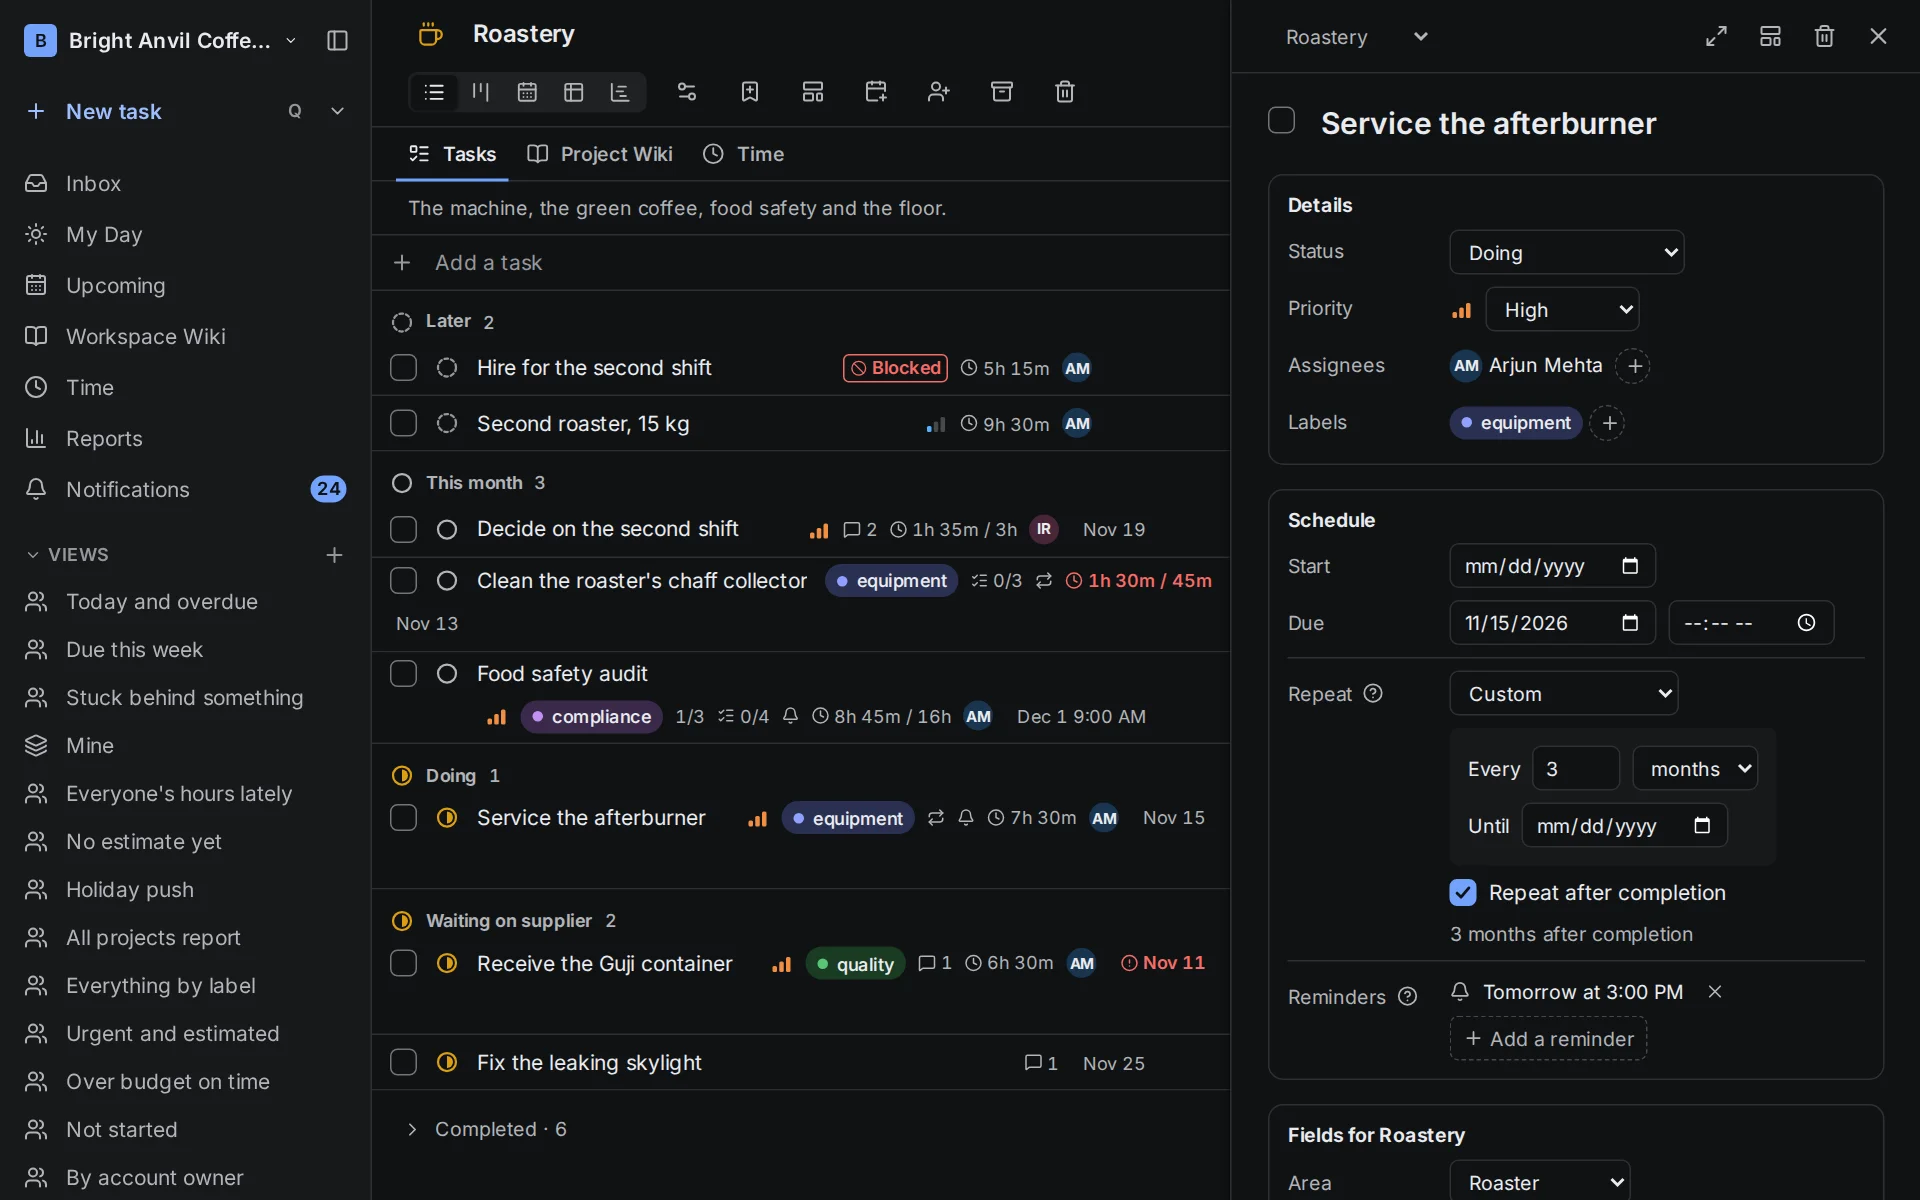 B Bright Anvil Coffe...
New task Q
Inbox
My Day
Upcoming
Workspace Wiki
Time
Reports
Notifications 24
VIEWS
Today and overdue
Due this week
Stuck behind something
Mine
Everyone's hours lately
No estimate yet
Holiday push
All projects report
Everything by label
Urgent and estimated
Over budget on time
Not started
By account owner
Roastery
Tasks Project Wiki Time
The machine, the green coffee, food safety and the floor.
Add a task
Later 2
Hire for the second shift Blocked 5h 15m AM
Second roaster, 15 kg 9h 30m AM
This month 3
Decide on the second shift 2 1h 35m / 3h IR Nov 19
Clean the roaster's chaff collector equipment 0/3 1h 30m / 45m
Nov 13
Food safety audit
compliance 1/3 0/4 8h 45m / 16h AM Dec 1 9:00 AM
Doing 1
Service the afterburner equipment 7h 30m AM Nov 15
Waiting on supplier 2
Receive the Guji container quality 1 6h 30m AM Nov 11
Fix the leaking skylight 1 Nov 25
Completed · 6
Roastery
Service the afterburner
Details
Status Doing
Priority High
Assignees AM Arjun Mehta
Labels equipment
Schedule
Start mm/dd/yyyy
Due 11/15/2026 --:-- --
Repeat Custom
Every 3 months
Until mm/dd/yyyy
Repeat after completion
3 months after completion
Reminders Tomorrow at 3:00 PM
Add a reminder
Fields for Roastery
Area Roaster